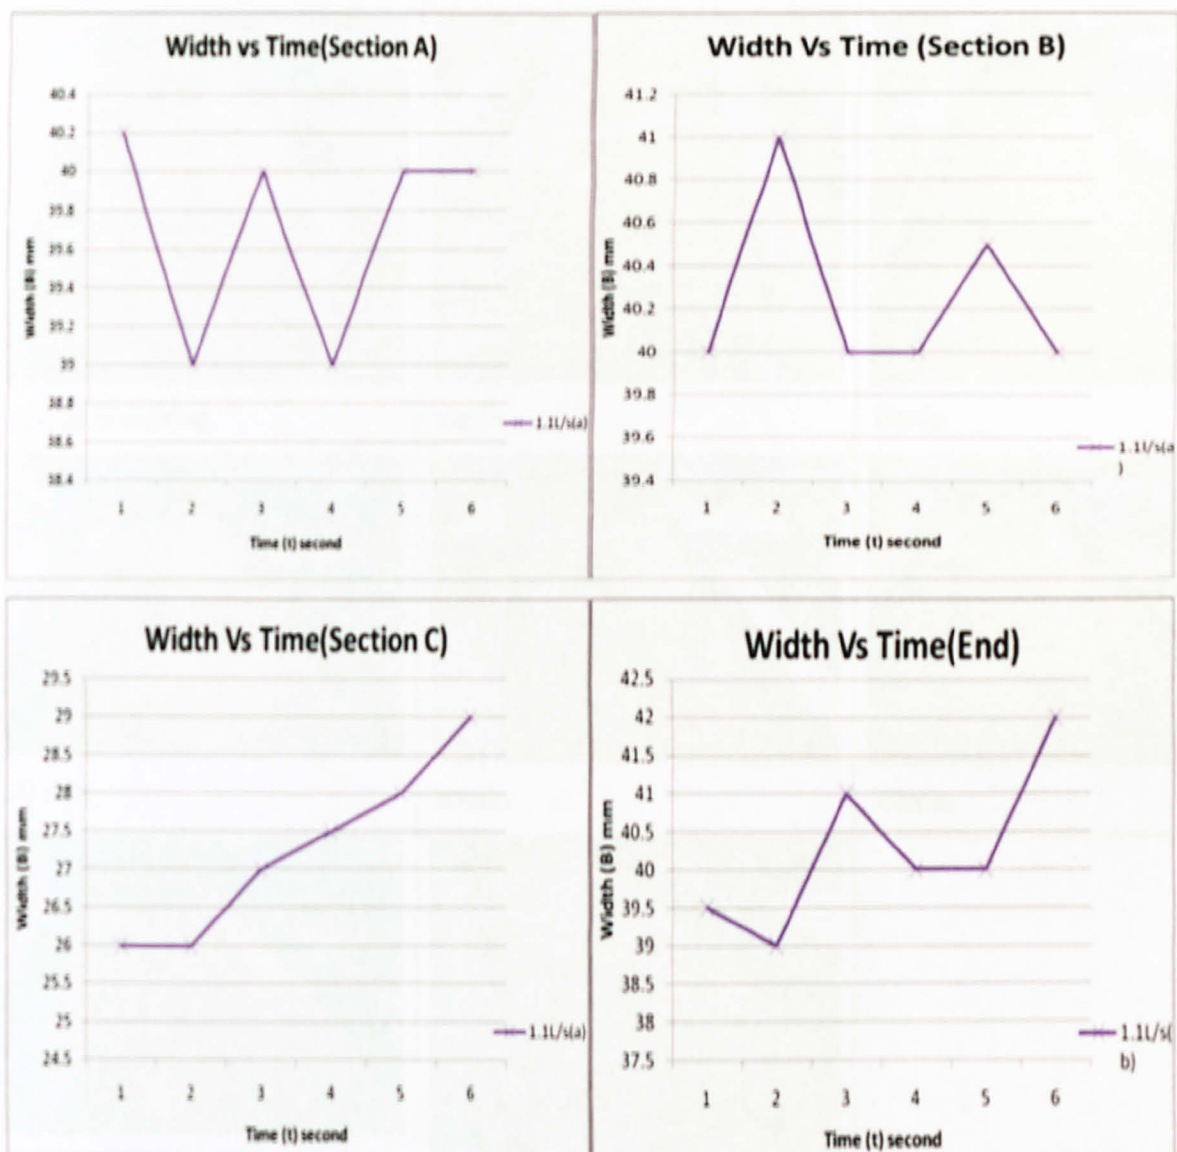 Width vs Time(Section A)
40.4
40.2
40
39.8
39.6
39.4
39.2
39
38.8
38.6
38.4
Width (B) mm
1 2 3 4 5 6
Time (t) second
1.1L/s(a)
Width Vs Time (Section B)
41.2
41
40.8
40.6
40.4
40.2
40
39.8
39.6
39.4
Width (B) mm
1 2 3 4 5 6
Time (t) second
1.1l/s(a
)
Width Vs Time(Section C)
29.5
29
28.5
28
27.5
27
26.5
26
25.5
25
24.5
Width (B) mm
1 2 3 4 5 6
Time (t) second
1.1L/s(a)
Width Vs Time(End)
42.5
42
41.5
41
40.5
40
39.5
39
38.5
38
37.5
Width (B) mm
1 2 3 4 5 6
Time (t) second
1.1L/s(
b)